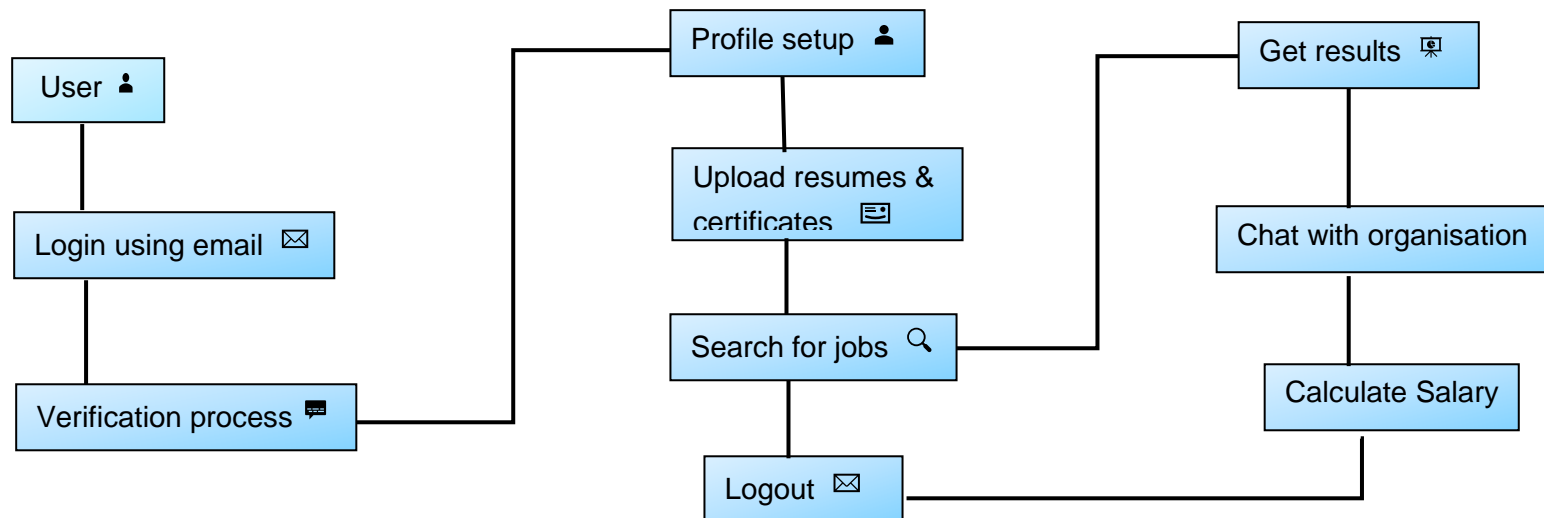 User
Login using email
Verification process
Profile setup
Upload resumes &
certificates
Search for jobs
Logout
Get results
Chat with organisation
Calculate Salary